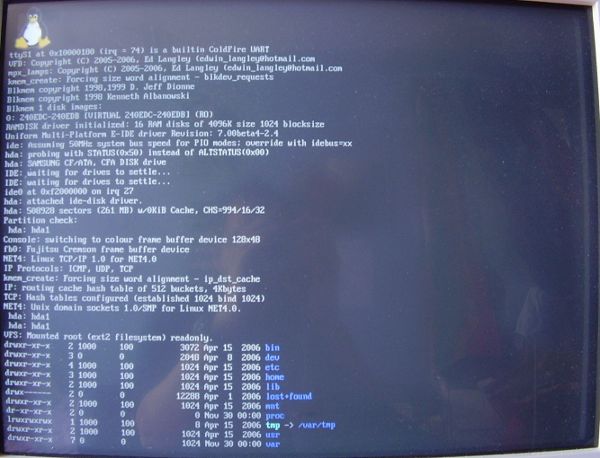 ttyS1 at 0x10000180 (irq = 74) is a builtin ColdFire UART
VFD: Copyright (C) 2005-2006, Ed Langley (edwin_langley@hotmail.com
mpx_lamps: Copyright (C) 2005-2006, Ed Langley (edwin_langley@hotmail.com
kmem_create: Forcing size word alignment - blkdev_requests
Blkmem copyright 1998,1999 D. Jeff Dionne
Blkmem copyright 1998 Kenneth Albanowski
Blkmem 1 disk images:
0: 240EDC-240EDB [VIRTUAL 240EDC-240EDB] (RO)
RAMDISK driver initialized: 16 RAM disks of 4096K size 1024 blocksize
Uniform Multi-Platform E-IDE driver Revision: 7.00beta4-2.4
ide: Assuming 50MHz system bus speed for PIO modes; override with idebus=xx
hda: probing with STATUS(0x50) instead of ALTSTATUS(0x00)
hda: SAMSUNG CF/ATA, CFA DISK drive
IDE: waiting for drives to settle...
IDE: waiting for drives to settle...
ide0 at 0xf2000000 on irq 27
hda: attached ide-disk driver.
hda: 508928 sectors (261 MB) w/0KiB Cache, CHS=994/16/32
Partition check:
hda: hda1
Console: switching to colour frame buffer device 128x48
fb0: Fujitsu Cremson frame buffer device
NET4: Linux TCP/IP 1.0 for NET4.0
IP Protocols: ICMP, UDP, TCP
kmem_create: Forcing size word alignment - ip_dst_cache
IP: routing cache hash table of 512 buckets, 4Kbytes
TCP: Hash tables configured (established 1024 bind 1024)
NET4: Unix domain sockets 1.0/SMP for Linux NET4.0.
hda: hda1
hda: hda1
VFS: Mounted root (ext2 filesystem) readonly.
drwxr-xr-x 2 1000 100 3072 Apr 15 2006 bin
drwxr-xr-x 3 0 0 2048 Apr 8 2006 dev
drwxr-xr-x 4 1000 100 1024 Apr 15 2006 etc
drwxr-xr-x 3 1000 100 1024 Apr 15 2006 home
drwxr-xr-x 2 1000 100 1024 Apr 15 2006 lib
drwx------ 2 0 0 12288 Apr 1 2006 lost+found
drwxr-xr-x 2 1000 100 1024 Apr 15 2006 mnt
dr-xr-xr-x 2 0 0 0 Nov 30 00:00 proc
lrwxrwxrwx 1 1000 100 8 Apr 15 2006 tmp -> /var/tmp
drwxr-xr-x 2 1000 100 1024 Apr 15 2006 usr
drwxr-xr-x 7 0 0 1024 Nov 30 00:00 var